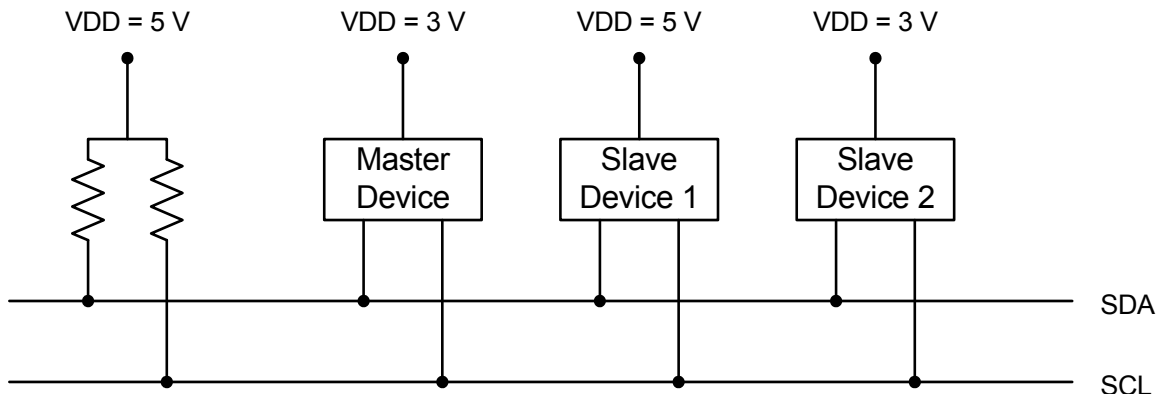 VDD = 5 V
VDD = 3 V
VDD = 5 V
VDD = 3 V
Master
Device
Slave
Device 1
Slave
Device 2
SDA
SCL